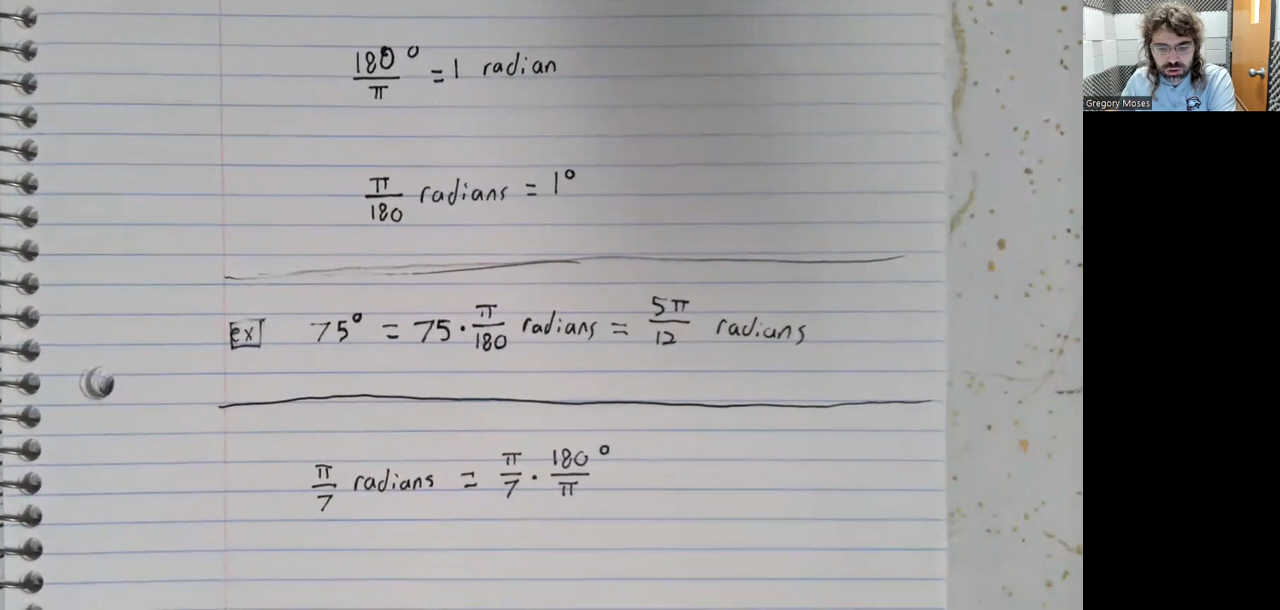 180°/π = 1 radian
π/180 radians = 1°
ex 75° = 75 · π/180 radians = 5π/12 radians
π/7 radians = π/7 · 180°/π
Gregory Moses